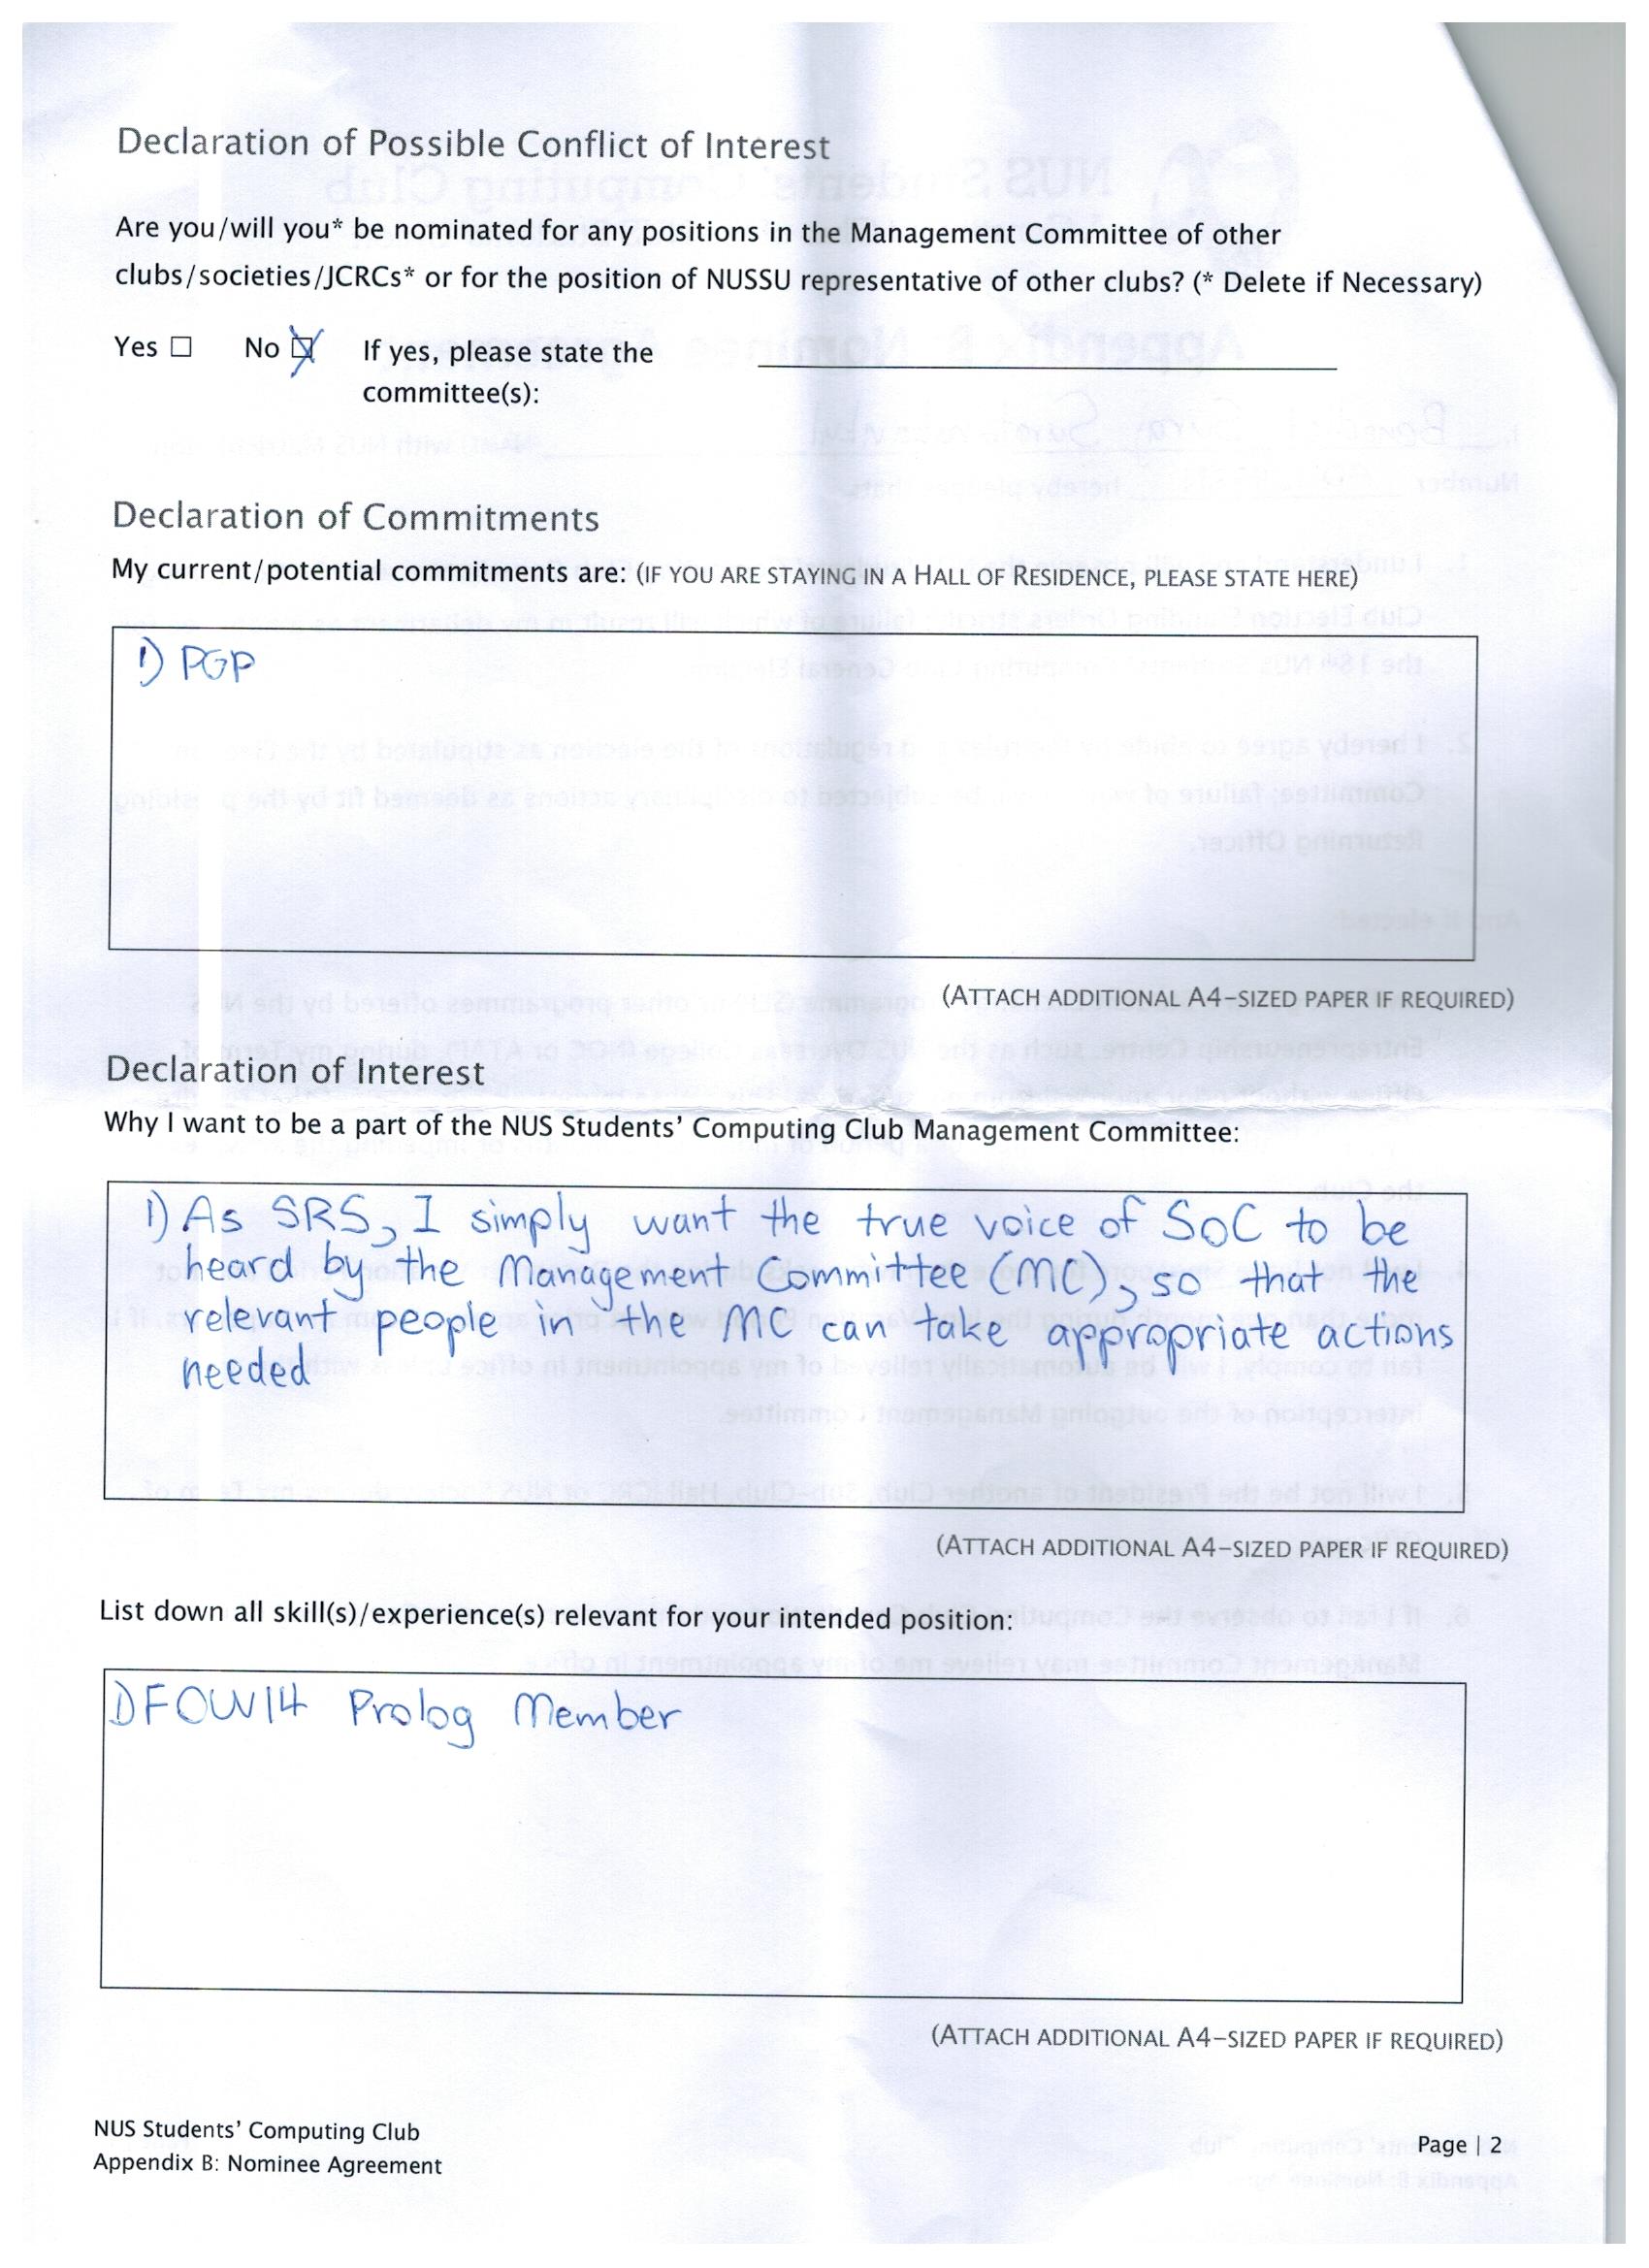 Declaration of Possible Conflict of Interest
Are you/will you* be nominated for any positions in the Management Committee of other
clubs/societies/JCRCs* or for the position of NUSSU representative of other clubs? (* Delete if Necessary)
Yes ☐ No ☒ If yes, please state the
committee(s):
Declaration of Commitments
My current/potential commitments are: (IF YOU ARE STAYING IN A HALL OF RESIDENCE, PLEASE STATE HERE)
1) PGP
(ATTACH ADDITIONAL A4-SIZED PAPER IF REQUIRED)
Declaration of Interest
Why I want to be a part of the NUS Students' Computing Club Management Committee:
1) As SRS, I simply want the true voice of SoC to be
heard by the Management Committee (MC), so that the
relevant people in the MC can take appropriate actions
needed
(ATTACH ADDITIONAL A4-SIZED PAPER IF REQUIRED)
List down all skill(s)/experience(s) relevant for your intended position:
1) FOW14 Prolog Member
(ATTACH ADDITIONAL A4-SIZED PAPER IF REQUIRED)
NUS Students' Computing Club
Appendix B: Nominee Agreement
Page | 2